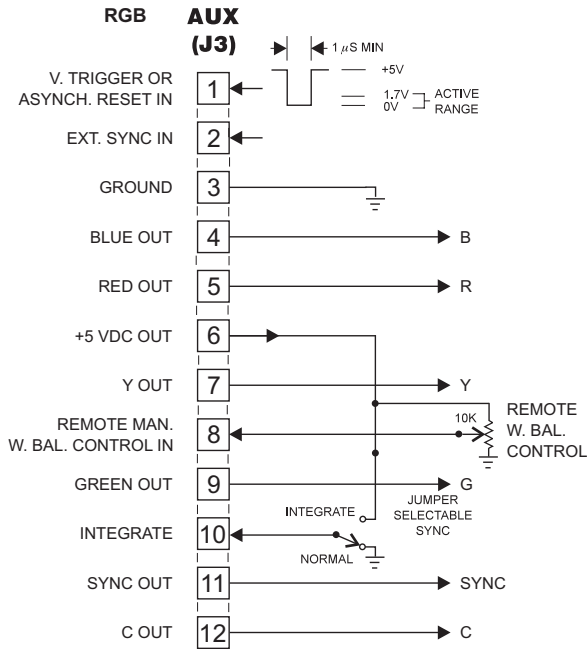 RGB
AUX
(J3)
1 µS MIN
+5V
1.7V
0V
ACTIVE
RANGE
V. TRIGGER OR
ASYNCH. RESET IN
1
EXT. SYNC IN
2
GROUND
3
BLUE OUT
4
B
RED OUT
5
R
+5 VDC OUT
6
Y OUT
7
Y
REMOTE MAN.
W. BAL. CONTROL IN
8
10K
REMOTE
W. BAL.
CONTROL
GREEN OUT
9
G
JUMPER
SELECTABLE
SYNC
INTEGRATE
10
INTEGRATE
NORMAL
SYNC OUT
11
SYNC
C OUT
12
C